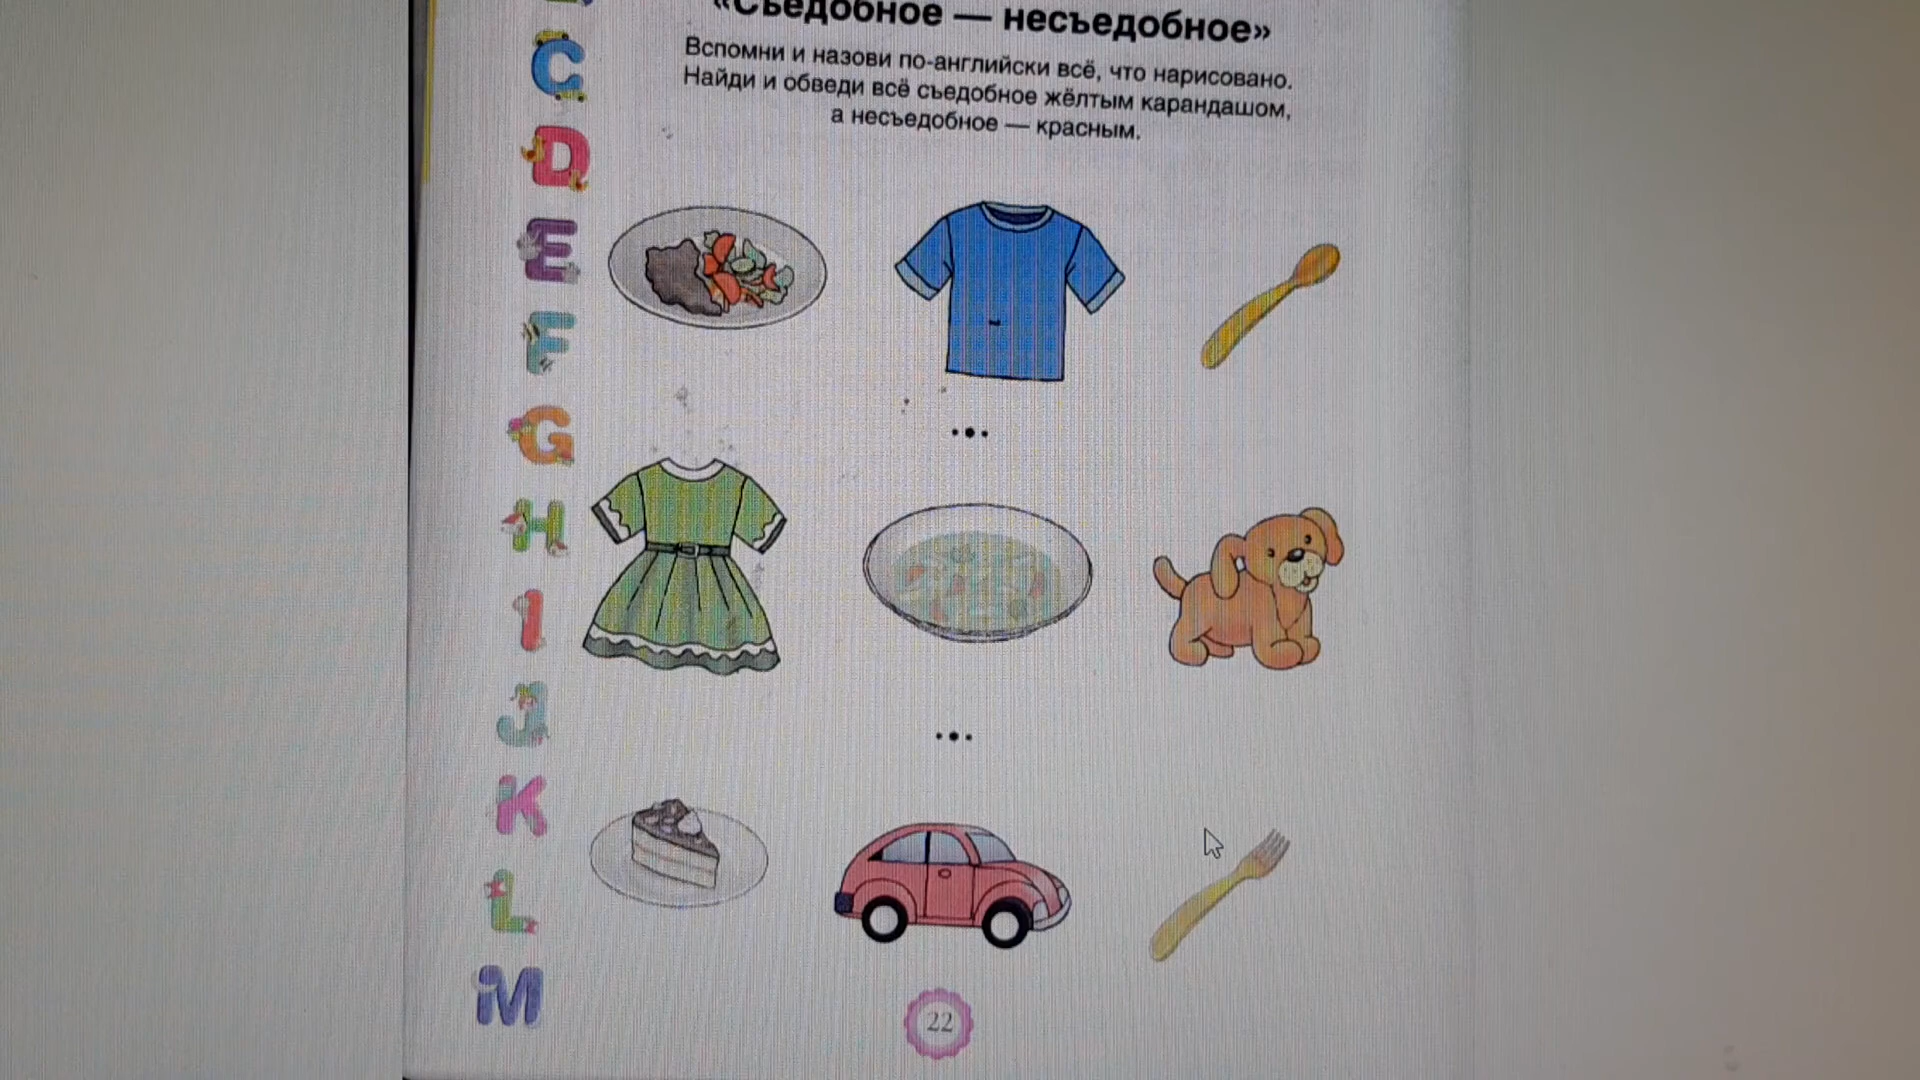 «Съедобное — несъедобное»
Вспомни и назови по-английски всё, что нарисовано.
Найди и обведи всё съедобное жёлтым карандашом,
а несъедобное — красным.
C
D
E
F
G
H
I
J
K
L
M
22